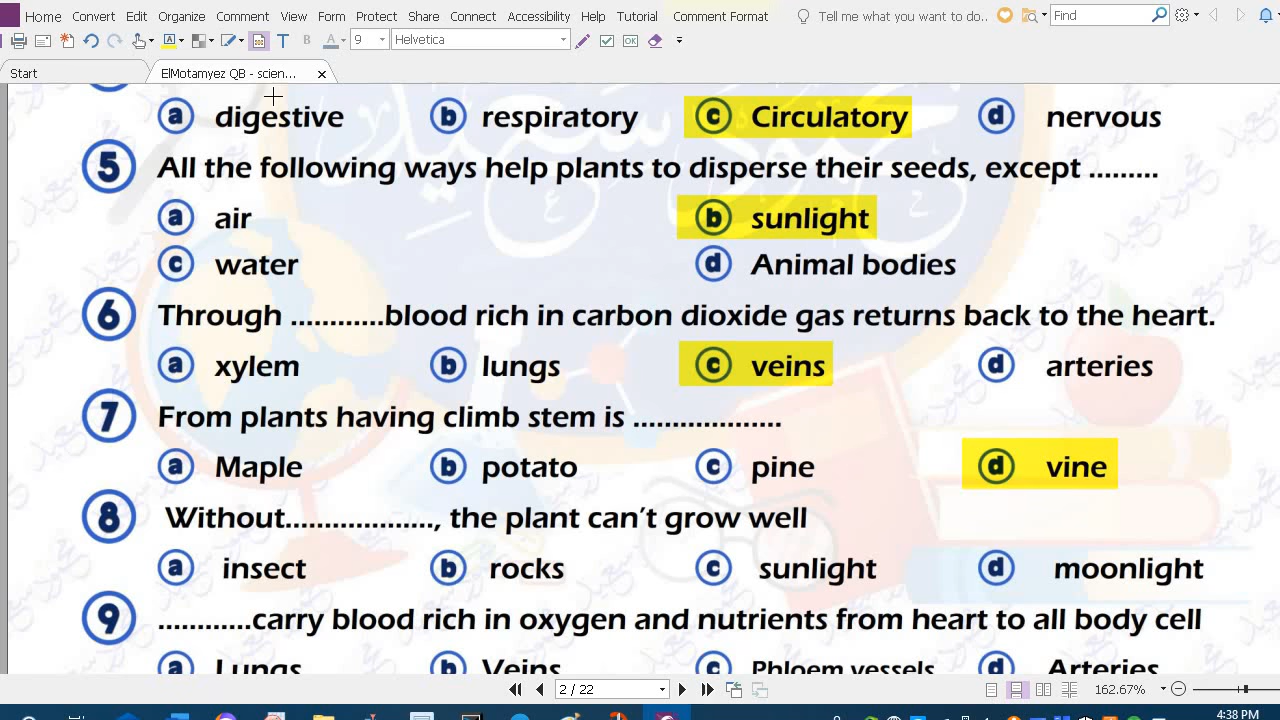 Home Convert Edit Organize Comment View Form Protect Share Connect Accessibility Help Tutorial Comment Format Tell me what you want to do.. Find
9 Helvetica
Start ElMotamyez QB - scien...
a digestive b respiratory c Circulatory d nervous
5 All the following ways help plants to disperse their seeds, except .........
a air b sunlight
c water d Animal bodies
6 Through ............blood rich in carbon dioxide gas returns back to the heart.
a xylem b lungs c veins d arteries
7 From plants having climb stem is ...................
a Maple b potato c pine d vine
8 Without..................., the plant can't grow well
a insect b rocks c sunlight d moonlight
9 ............carry blood rich in oxygen and nutrients from heart to all body cell
a Lungs b Veins c Phloem vessels d Arteries
2 / 22 162.67%
4:38 PM